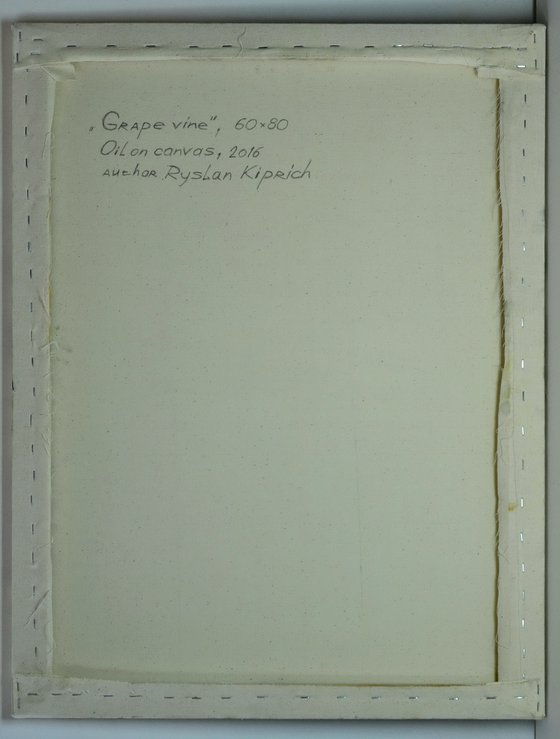 „Grape vine”, 60×80
Oil on canvas, 2016
author Ryslan Kiprich